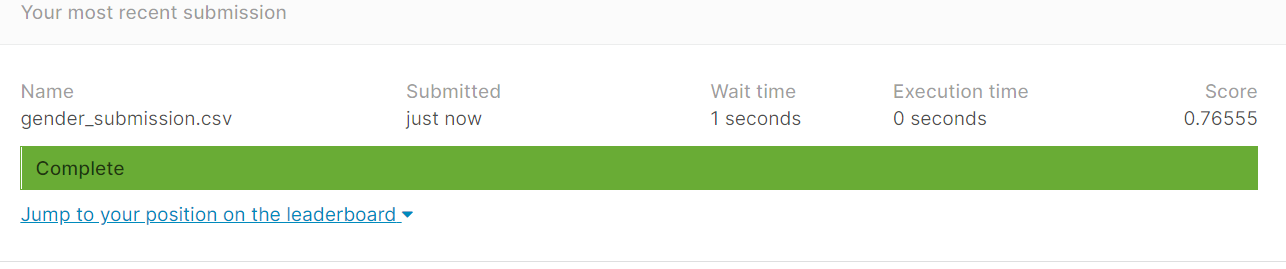 Your most recent submission
Name Submitted Wait time Execution time Score
gender_submission.csv just now 1 seconds 0 seconds 0.76555
Complete
Jump to your position on the leaderboard